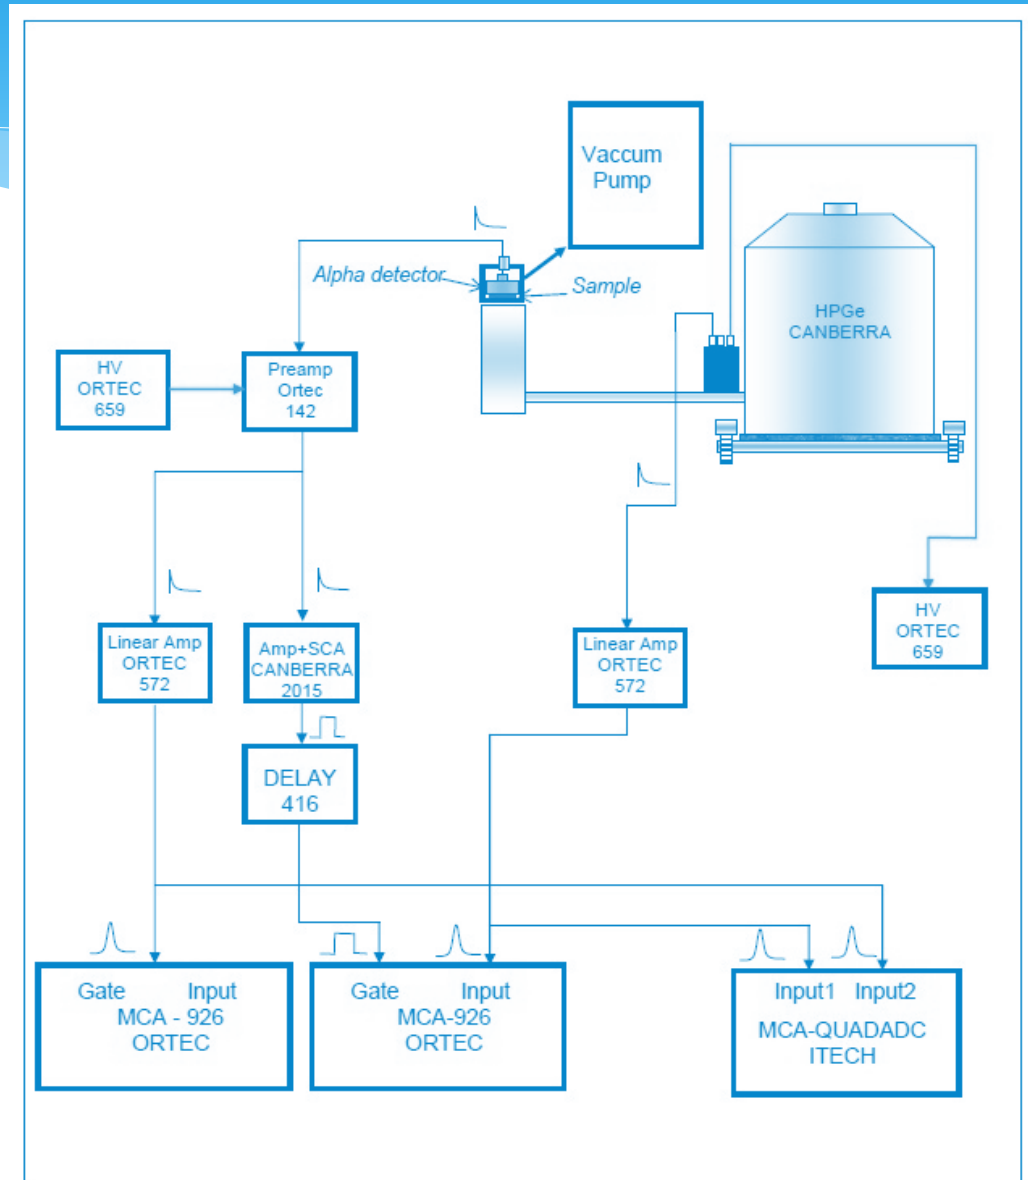 Vaccum
Pump
Alpha detector
Sample
HPGe
CANBERRA
HV
ORTEC
659
Preamp
Ortec
142
HV
ORTEC
659
Linear Amp
ORTEC
572
Amp+SCA
CANBERRA
2015
Linear Amp
ORTEC
572
DELAY
416
Gate Input
MCA - 926
ORTEC
Gate Input
MCA-926
ORTEC
Input1 Input2
MCA-QUADADC
ITECH